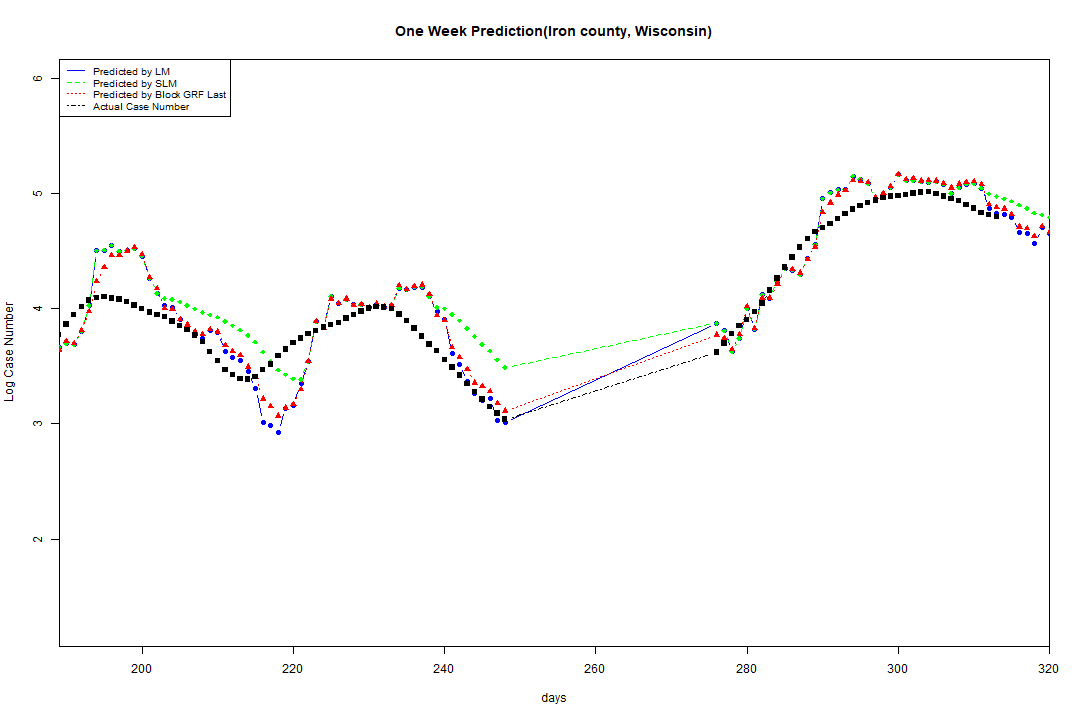 One Week Prediction(Iron county, Wisconsin)
Predicted by LM
Predicted by SLM
Predicted by Block GRF Last
Actual Case Number
6
5
4
3
2
Log Case Number
200 220 240 260 280 300 320
days